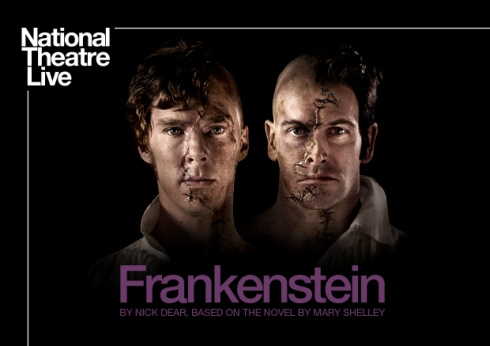 National
Theatre
Live
Frankenstein
BY NICK DEAR, BASED ON THE NOVEL BY MARY SHELLEY